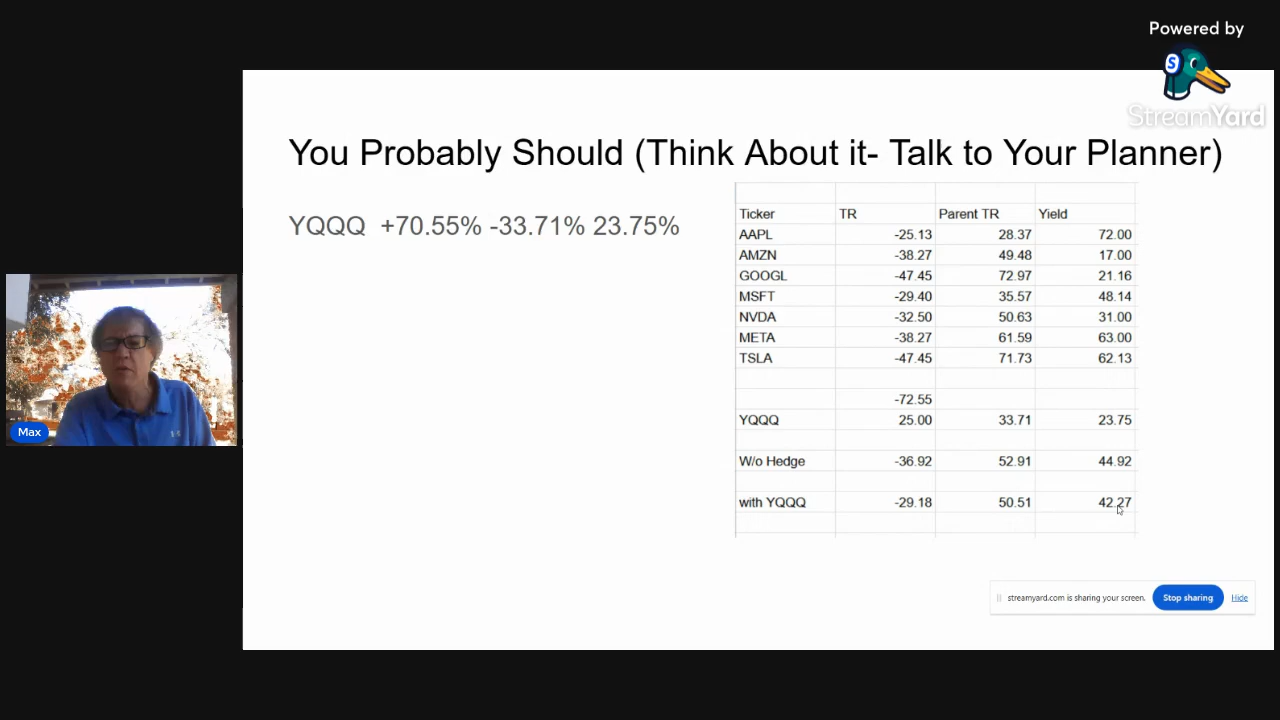 Powered by
S
StreamYard
You Probably Should (Think About it- Talk to Your Planner)
YQQQ +70.55% -33.71% 23.75%
Ticker TR Parent TR Yield
AAPL -25.13 28.37 72.00
AMZN -38.27 49.48 17.00
GOOGL -47.45 72.97 21.16
MSFT -29.40 35.57 48.14
NVDA -32.50 50.63 31.00
META -38.27 61.59 63.00
TSLA -47.45 71.73 62.13
-72.55
YQQQ 25.00 33.71 23.75
W/o Hedge -36.92 52.91 44.92
with YQQQ -29.18 50.51 42.27
Max
streamyard.com is sharing your screen. Stop sharing Hide